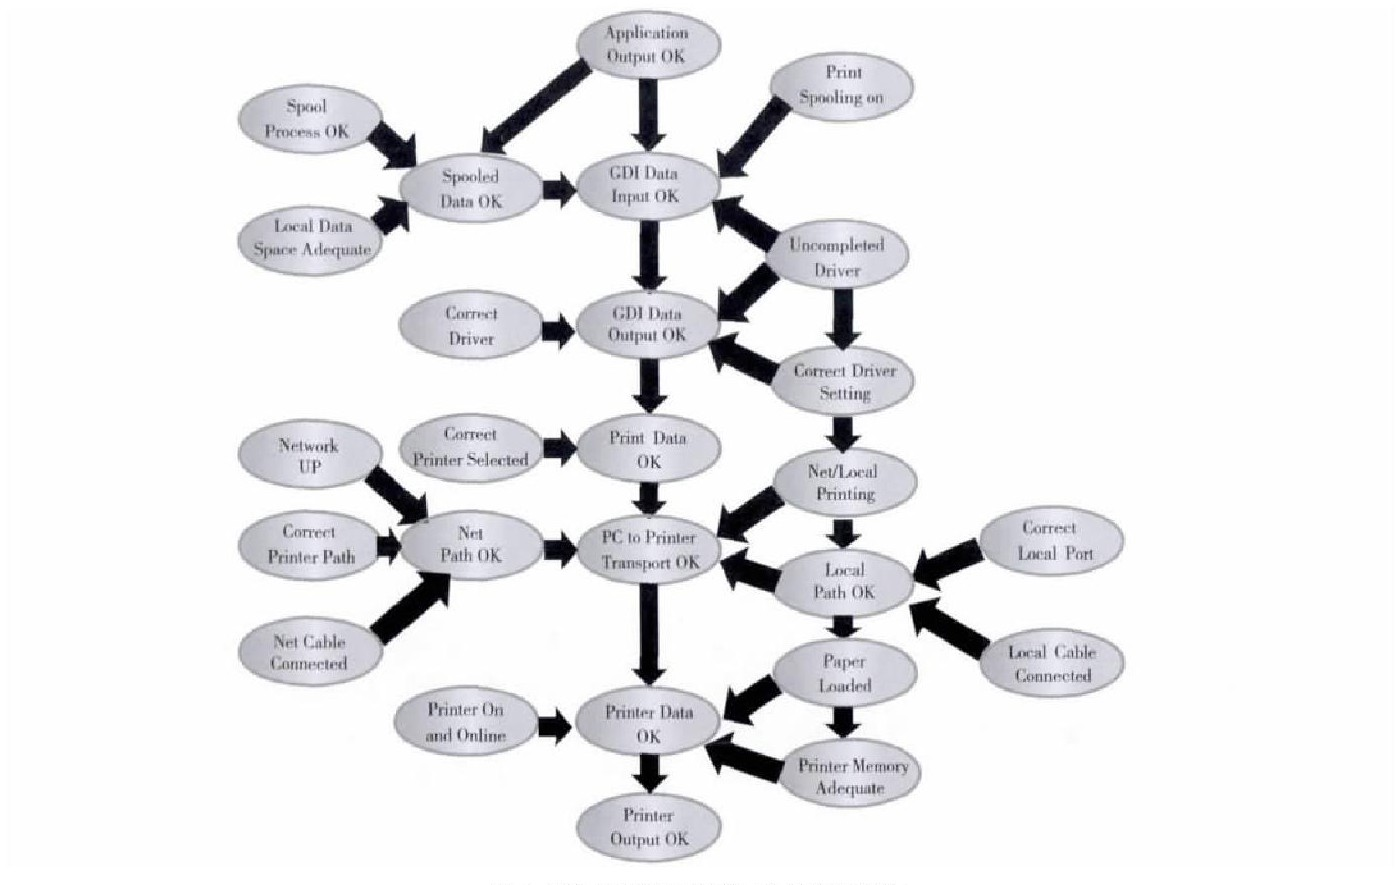 Application
Output OK
Print
Spooling on
Spool
Process OK
Spooled
Data OK
GDI Data
Input OK
Local Data
Space Adequate
Uncompleted
Driver
Correct
Driver
GDI Data
Output OK
Correct Driver
Setting
Network
UP
Correct
Printer Selected
Print Data
OK
Net/Local
Printing
Correct
Printer Path
Net
Path OK
PC to Printer
Transport OK
Local
Path OK
Correct
Local Port
Net Cable
Connected
Paper
Loaded
Local Cable
Connected
Printer On
and Online
Printer Data
OK
Printer Memory
Adequate
Printer
Output OK